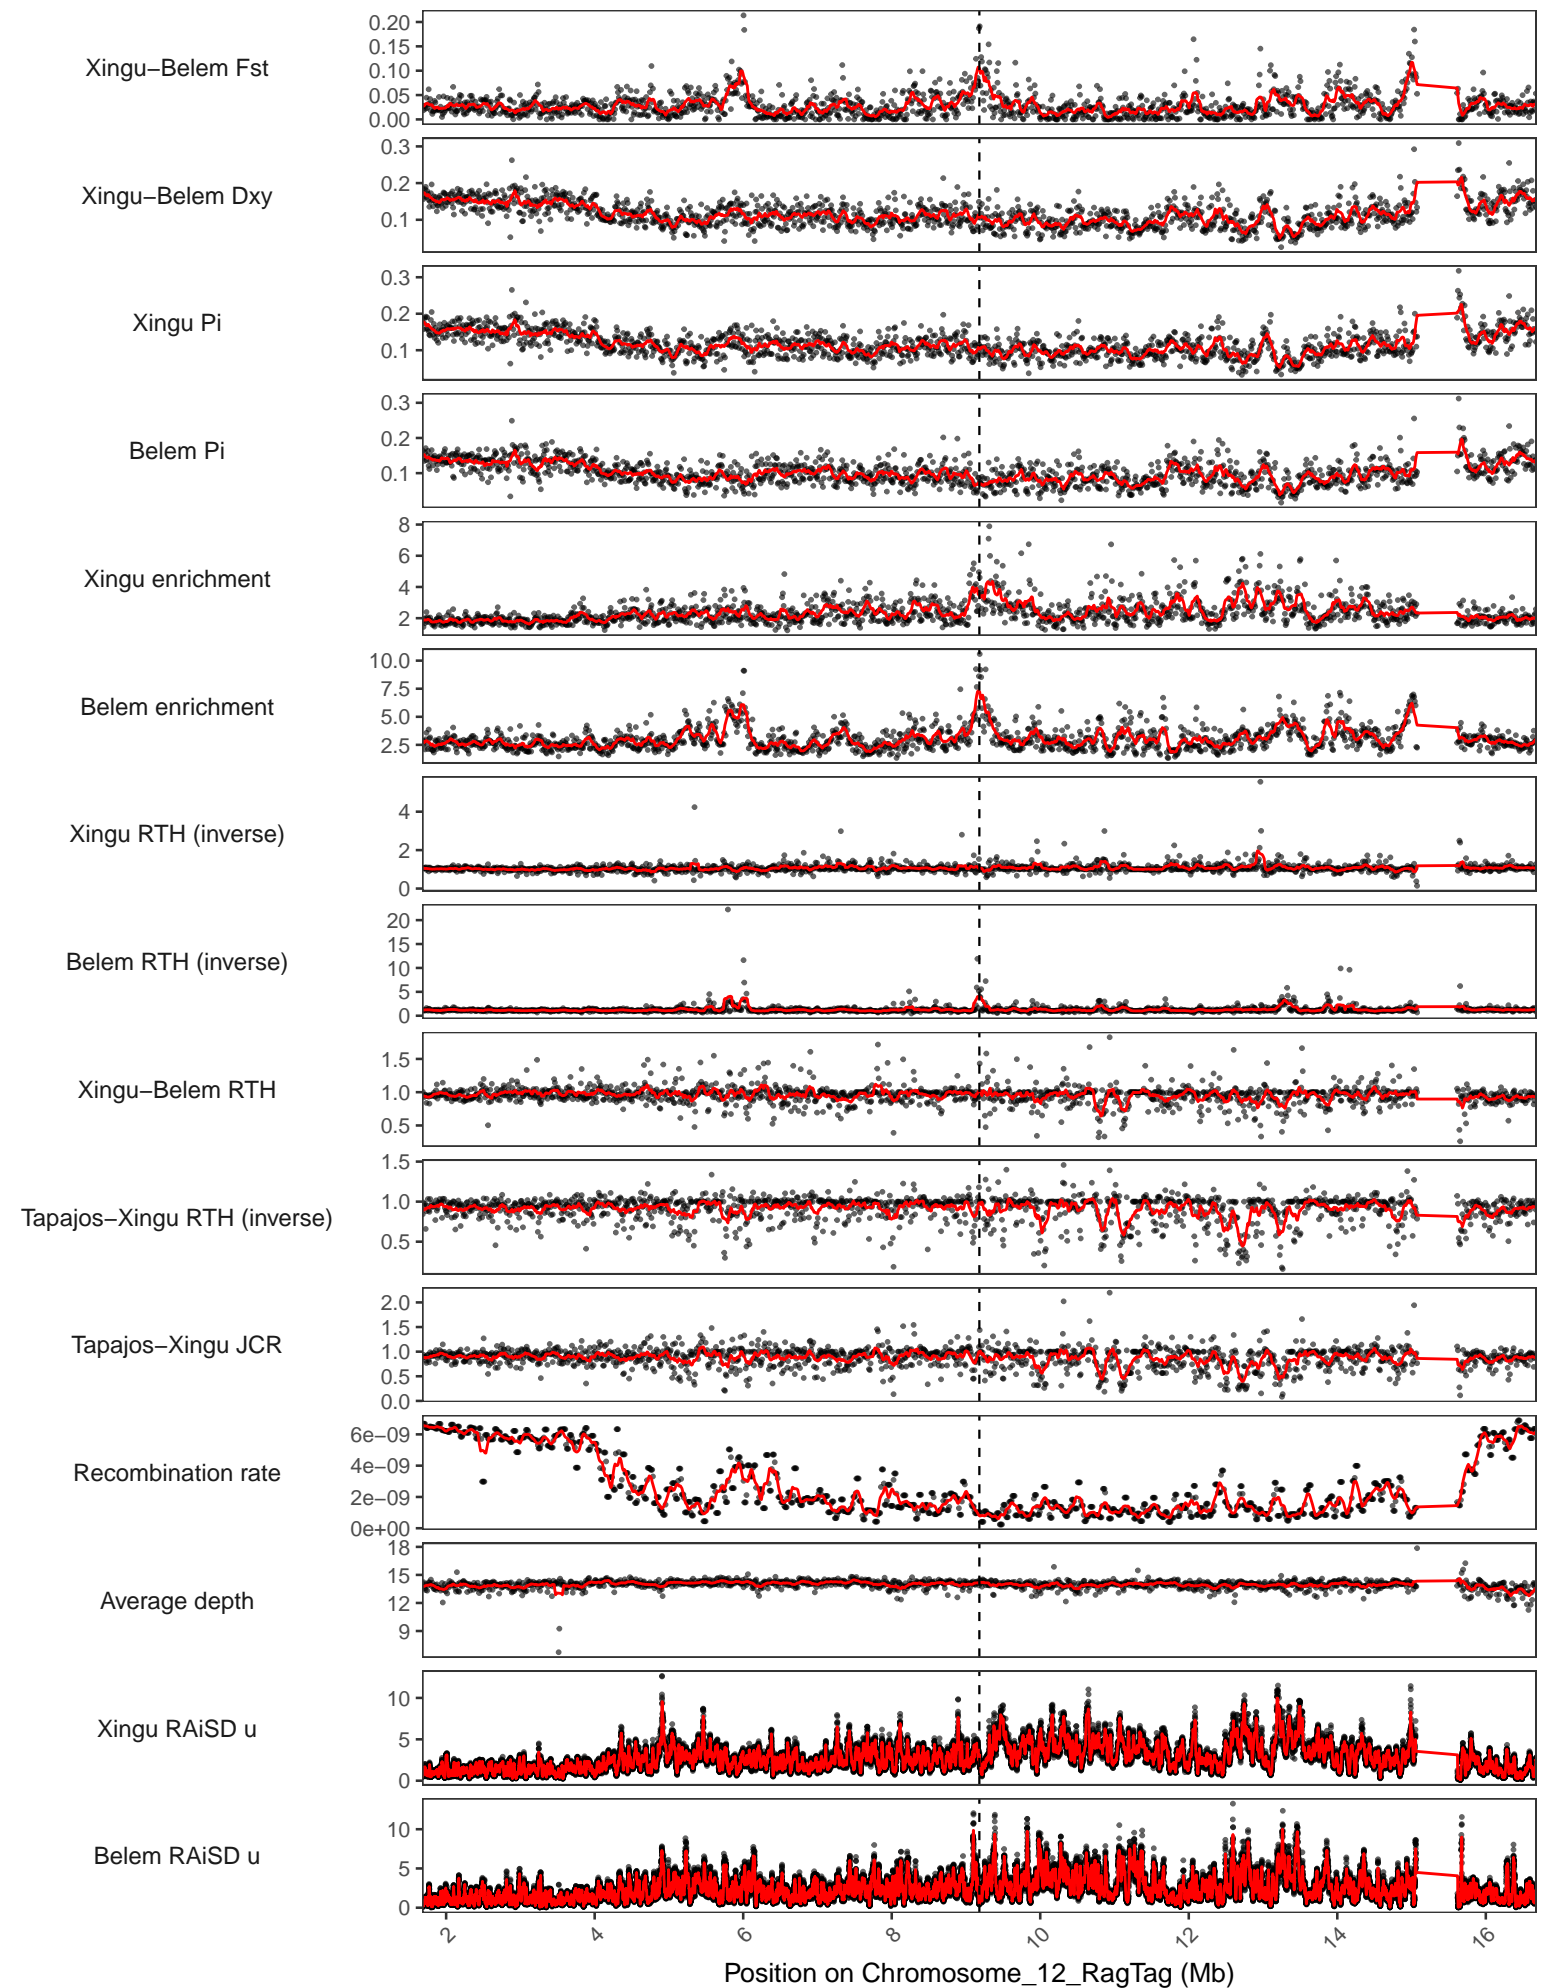 Xingu−Belem Fst
0.20
0.15
0.10
0.05
0.00
Xingu−Belem Dxy
0.3
0.2
0.1
Xingu Pi
0.3
0.2
0.1
Belem Pi
0.3
0.2
0.1
Xingu enrichment
8
6
4
2
Belem enrichment
10.0
7.5
5.0
2.5
Xingu RTH (inverse)
4
2
0
Belem RTH (inverse)
20
15
10
5
0
Xingu−Belem RTH
1.5
1.0
0.5
Tapajos−Xingu RTH (inverse)
1.5
1.0
0.5
Tapajos−Xingu JCR
2.0
1.5
1.0
0.5
0.0
Recombination rate
6e−09
4e−09
2e−09
0e+00
Average depth
18
15
12
9
Xingu RAiSD u
10
5
0
Belem RAiSD u
10
5
0
2 4 6 8 10 12 14 16
Position on Chromosome_12_RagTag (Mb)